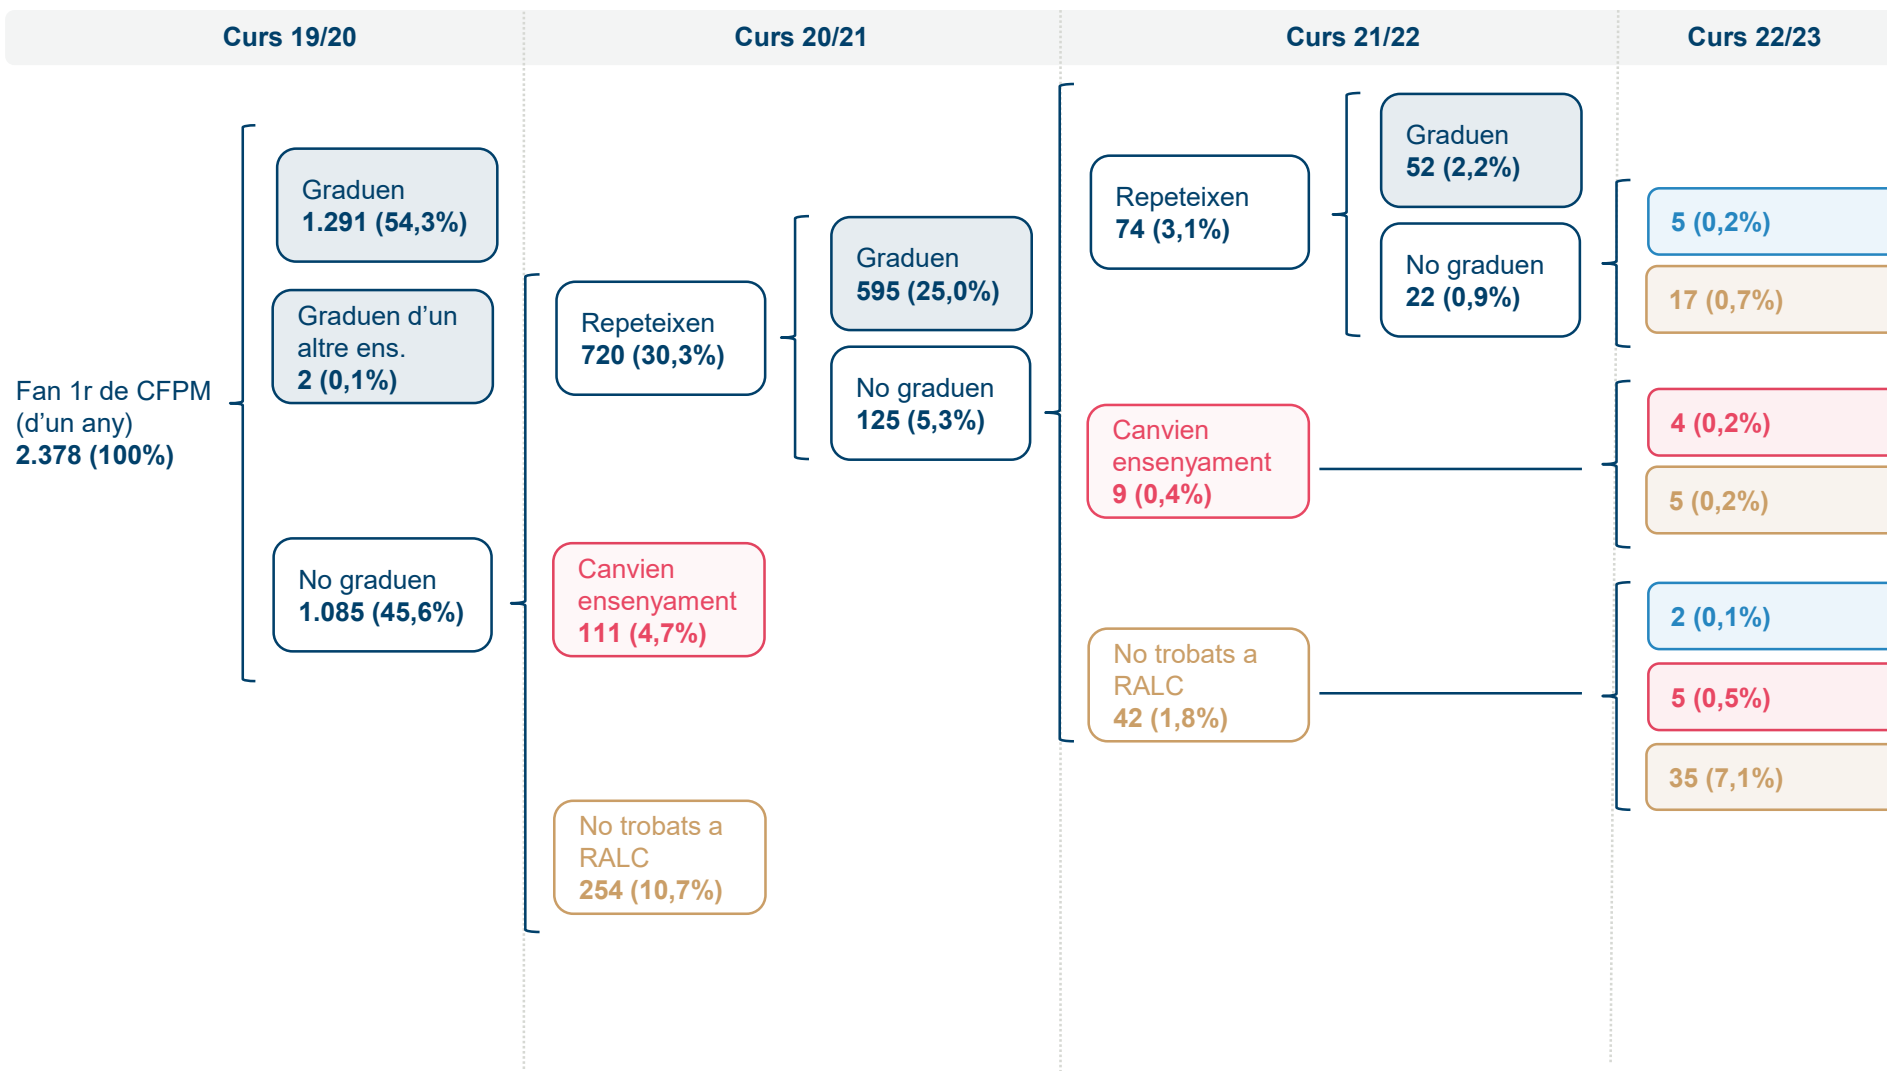 Curs 19/20
Curs 20/21
Curs 21/22
Curs 22/23
Fan 1r de CFPM
(d’un any)
2.378 (100%)
Graduen
1.291 (54,3%)
Graduen d’un
altre ens.
2 (0,1%)
No graduen
1.085 (45,6%)
Repeteixen
720 (30,3%)
Canvien
ensenyament
111 (4,7%)
No trobats a
RALC
254 (10,7%)
Graduen
595 (25,0%)
No graduen
125 (5,3%)
Repeteixen
74 (3,1%)
Canvien
ensenyament
9 (0,4%)
No trobats a
RALC
42 (1,8%)
Graduen
52 (2,2%)
No graduen
22 (0,9%)
5 (0,2%)
17 (0,7%)
4 (0,2%)
5 (0,2%)
2 (0,1%)
5 (0,5%)
35 (7,1%)